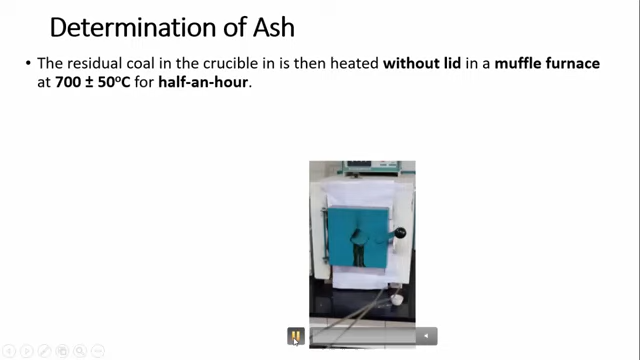 Determination of Ash
• The residual coal in the crucible in is then heated without lid in a muffle furnace
at 700 ± 50ºC for half-an-hour.